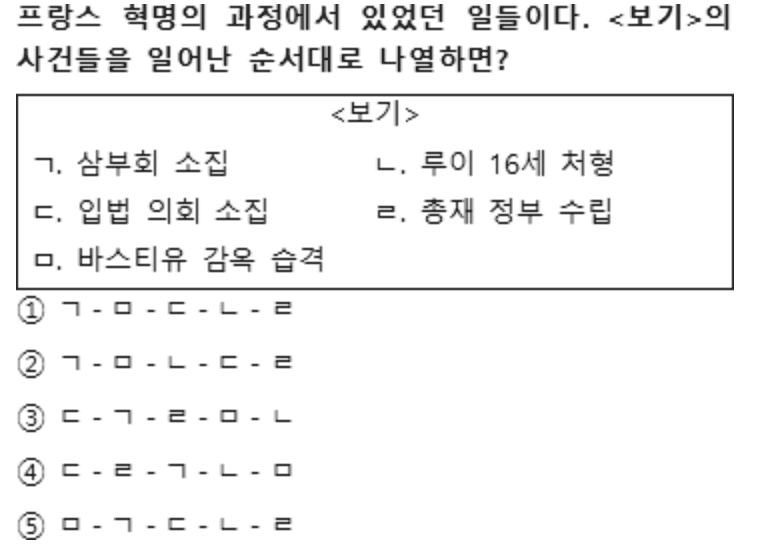 프랑스 혁명의 과정에서 있었던 일들이다. <보기>의
사건들을 일어난 순서대로 나열하면?
<보기>
ㄱ. 삼부회 소집 ㄴ. 루이 16세 처형
ㄷ. 입법 의회 소집 ㄹ. 총재 정부 수립
ㅁ. 바스티유 감옥 습격
① ㄱ - ㅁ - ㄷ - ㄴ - ㄹ
② ㄱ - ㅁ - ㄴ - ㄷ - ㄹ
③ ㄷ - ㄱ - ㄹ - ㅁ - ㄴ
④ ㄷ - ㄹ - ㄱ - ㄴ - ㅁ
⑤ ㅁ - ㄱ - ㄷ - ㄴ - ㄹ